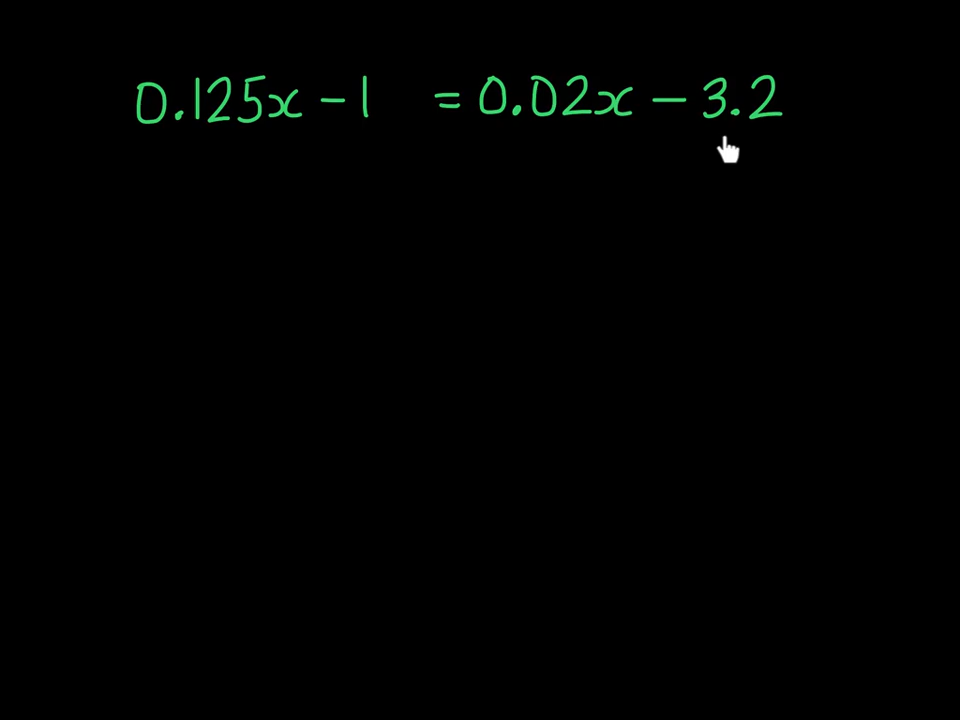 0.125x - 1 = 0.02x - 3.2